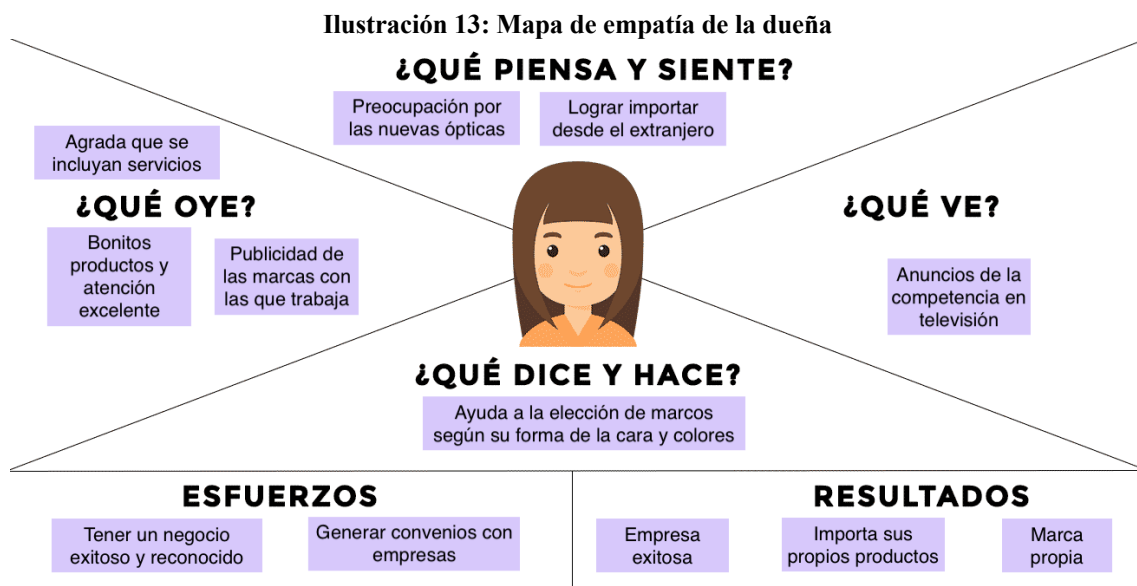 Ilustración 13: Mapa de empatía de la dueña
¿QUÉ PIENSA Y SIENTE?
Preocupación por
las nuevas ópticas
Lograr importar
desde el extranjero
Agrada que se
incluyan servicios
¿QUÉ OYE?
Bonitos
productos y
atención
excelente
Publicidad de
las marcas con
las que trabaja
¿QUÉ VE?
Anuncios de la
competencia en
televisión
¿QUÉ DICE Y HACE?
Ayuda a la elección de marcos
según su forma de la cara y colores
ESFUERZOS
Tener un negocio
exitoso y reconocido
Generar convenios con
empresas
RESULTADOS
Empresa
exitosa
Importa sus
propios productos
Marca
propia